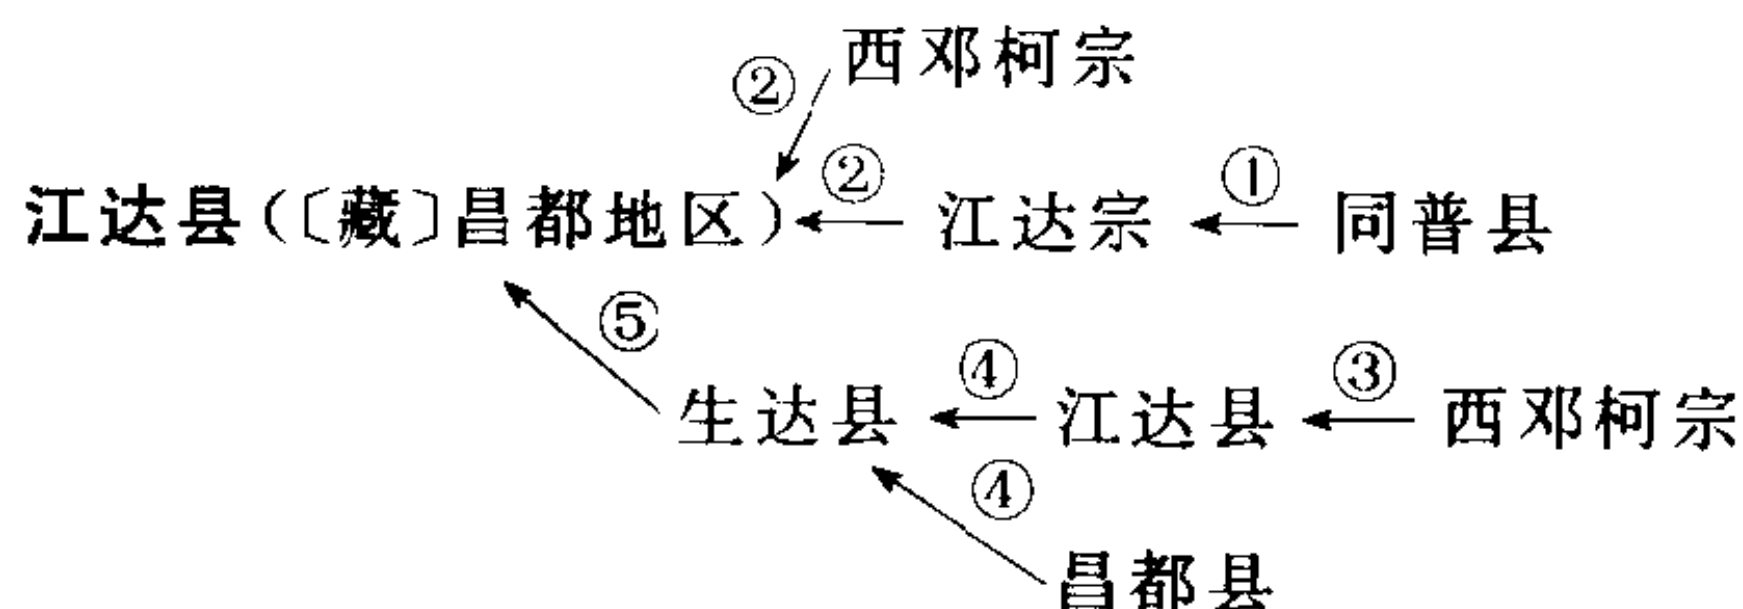 ② 西邓柯宗
江达县(〔藏〕昌都地区) ② 江达宗 ① 同普县
⑤
生达县 ④ 江达县 ③ 西邓柯宗
④
昌都县